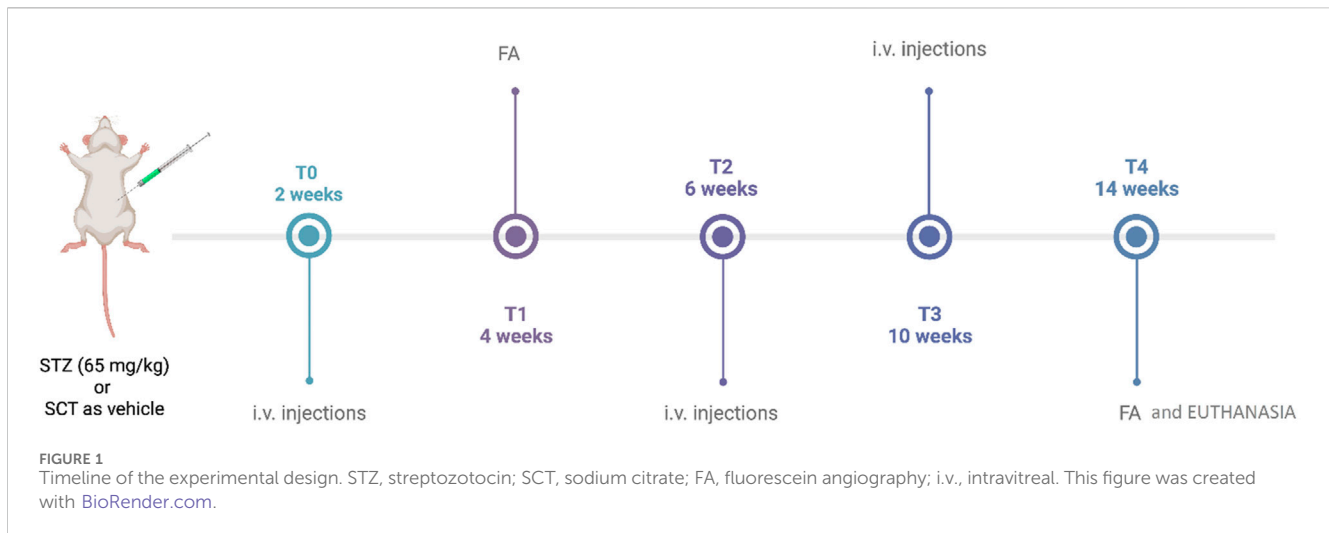 FA
i.v. injections
T0
2 weeks
T2
6 weeks
T4
14 weeks
T1
4 weeks
T3
10 weeks
STZ (65 mg/kg)
or
SCT as vehicle
i.v. injections
i.v. injections
FA and EUTHANASIA
FIGURE 1
Timeline of the experimental design. STZ, streptozotocin; SCT, sodium citrate; FA, fluorescein angiography; i.v., intravitreal. This figure was created
with BioRender.com.